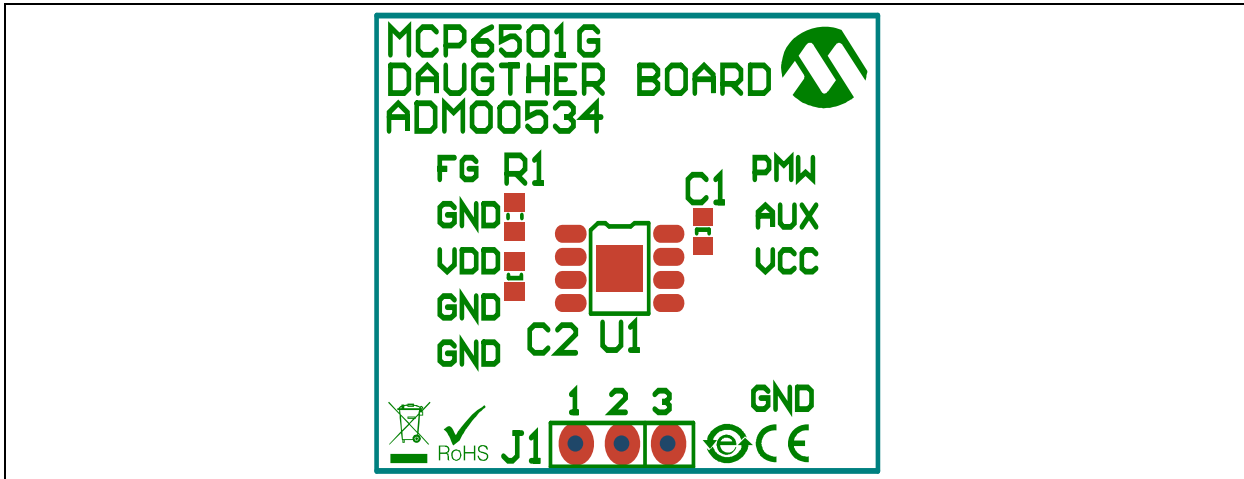 MCP6501G
DAUGTHER BOARD
ADM00534
FG R1 PMW
C1
GND AUX
VDD VCC
GND
C2 U1
GND
1 2 3 GND
RoHS J1 e CE